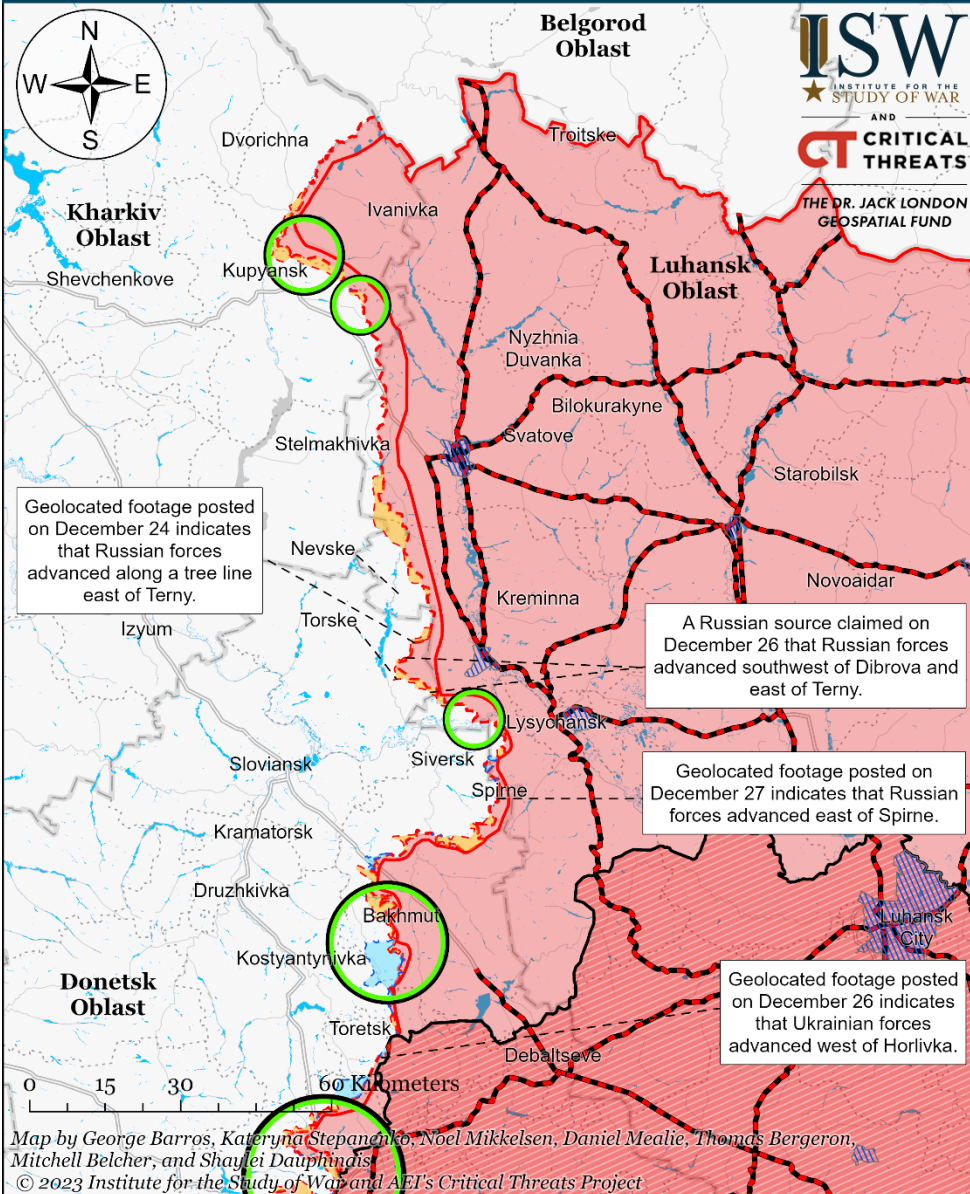 N
W
E
S
Belgorod
Oblast
ISW
INSTITUTE FOR THE
STUDY OF WAR
AND
CT CRITICAL
THREATS
THE DR. JACK LONDON
GEOSPATIAL FUND
Dvorichna
Troitske
Kharkiv
Oblast
Ivanivka
Shevchenkove
Kupyansk
Luhansk
Oblast
Nyzhnia
Duvanka
Bilokurakyne
Stelmakhivka
Svatove
Starobilsk
Geolocated footage posted
on December 24 indicates
that Russian forces
advanced along a tree line
east of Terny.
Nevske
Novoaidar
Kreminna
Izyum
Torske
A Russian source claimed on
December 26 that Russian forces
advanced southwest of Dibrova and
east of Terny.
Lysychansk
Siversk
Sloviansk
Spirne
Geolocated footage posted on
December 27 indicates that Russian
forces advanced east of Spirne.
Kramatorsk
Druzhkivka
Bakhmut
Luhansk
City
Kostyantynivka
Donetsk
Oblast
Geolocated footage posted
on December 26 indicates
that Ukrainian forces
advanced west of Horlivka.
Toretsk
Debaltseve
0 15 30 60 Kilometers
Map by George Barros, Kateryna Stepanenko, Noel Mikkelsen, Daniel Mealie, Thomas Bergeron,
Mitchell Belcher, and Shaylei Dauphinais
© 2023 Institute for the Study of War and AEI's Critical Threats Project